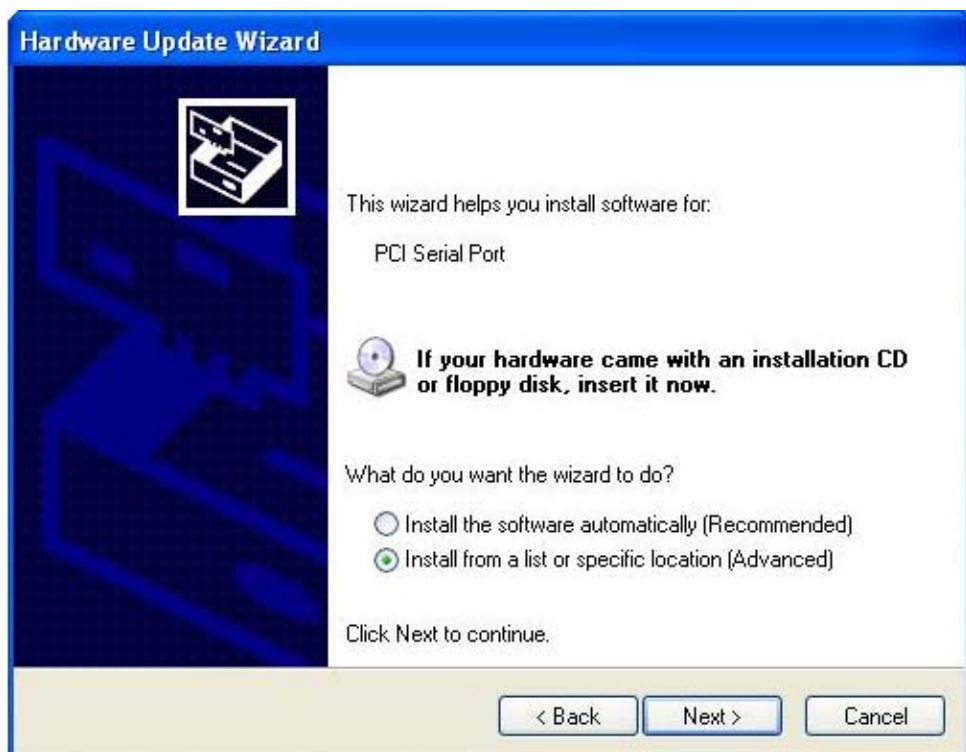 Hardware Update Wizard
This wizard helps you install software for:
PCI Serial Port
If your hardware came with an installation CD
or floppy disk, insert it now.
What do you want the wizard to do?
Install the software automatically (Recommended)
Install from a list or specific location (Advanced)
Click Next to continue.
< Back
Next >
Cancel